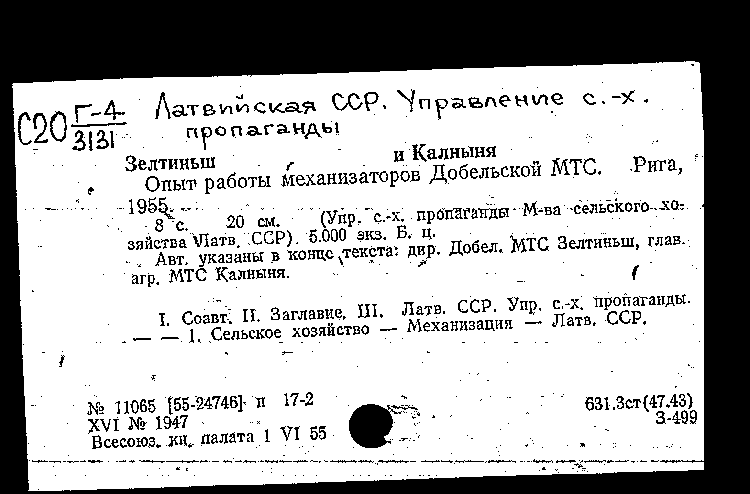 С20 Г-4/3131 Латвийская ССР. Управление с.-х.
пропаганды
Зелтиньш и Калныня
Опыт работы механизаторов Добельской МТС. Рига,
1955.
8 с. 20 см. (Упр. с.-х. пропаганды М-ва сельского хо-
зяйства Латв. ССР). 5.000 экз. Б. ц.
Авт. указаны в конце текста: дир. Добел. МТС Зелтиньш, глав.
агр. МТС Калныня.
I. Соавт. II. Заглавие. III. Латв. ССР. Упр. с.-х. пропаганды.
— — 1. Сельское хозяйство — Механизация — Латв. ССР.
№ 11065 [55-24746] п 17-2 631.3ст(47.43)
XVI № 1947 З-499
Всесоюз. кн. палата 1 VI 55